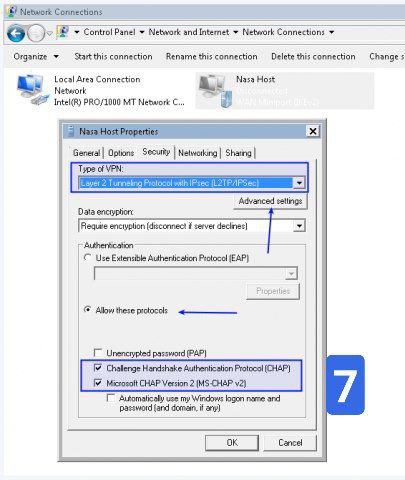 Network Connections
Control Panel ▸ Network and Internet ▸ Network Connections ▸
Organize ▾ Start this connection Rename this connection Delete this connection Change s
Local Area Connection
Network
Intel(R) PRO/1000 MT Network C...
Nasa Host
Disconnected
WAN Miniport (L2TP)
Nasa Host Properties
General Options Security Networking Sharing
Type of VPN:
Layer 2 Tunneling Protocol with IPsec (L2TP/IPSec)
Advanced settings
Data encryption:
Require encryption (disconnect if server declines)
Authentication
Use Extensible Authentication Protocol (EAP)
Properties
Allow these protocols
Unencrypted password (PAP)
Challenge Handshake Authentication Protocol (CHAP)
Microsoft CHAP Version 2 (MS-CHAP v2)
Automatically use my Windows logon name and
password (and domain, if any)
7
OK Cancel